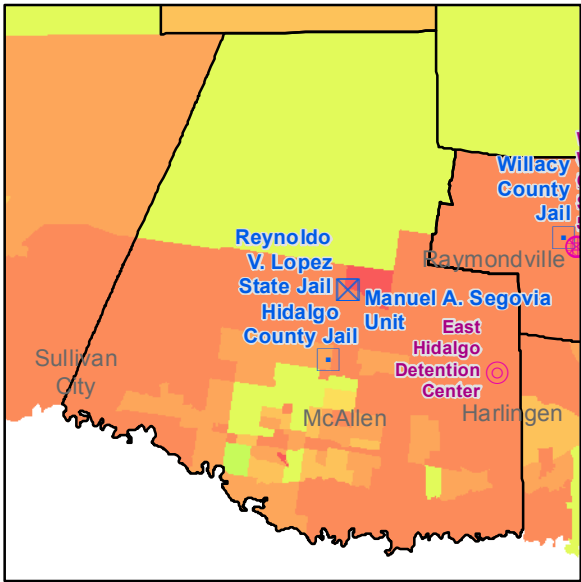 Willacy
County
Jail
Raymondville
Reynoldo
V. Lopez
State Jail
Manuel A. Segovia
Unit
Hidalgo
County Jail
East
Hidalgo
Detention
Center
Sullivan
City
McAllen
Harlingen